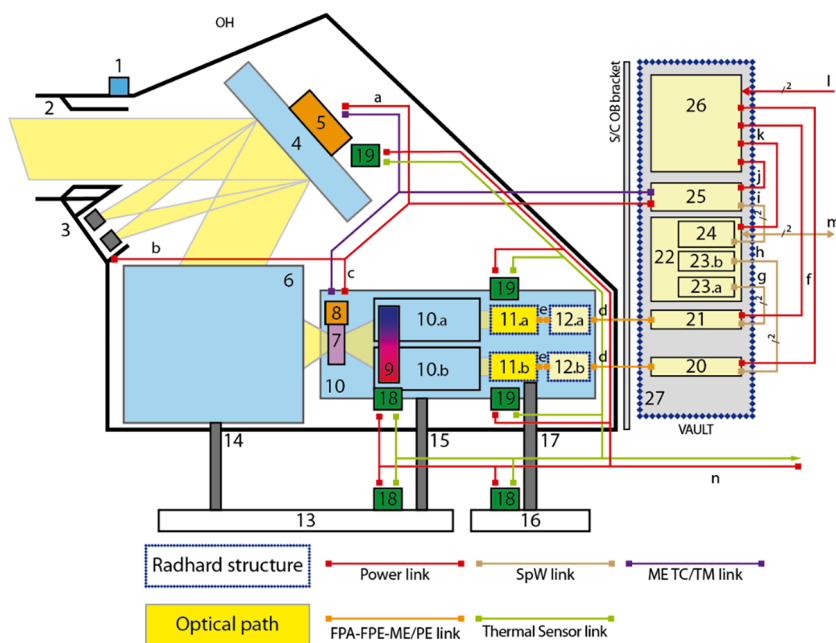 OH
1
2
3
4
5
19
a
b
c
6
8
7
9
10
10.a
10.b
11.a
11.b
e
e
12.a
12.b
d
d
19
18
19
14
15
17
18
18
13
16
n
S/C OB bracket
26
25
24
22
23.b
23.a
21
20
27
VAULT
/2
l
k
j
i
/2
/2
m
h
g
f
/2
/2
Radhard structure
Power link
SpW link
ME TC/TM link
Optical path
FPA-FPE-ME/PE link
Thermal Sensor link